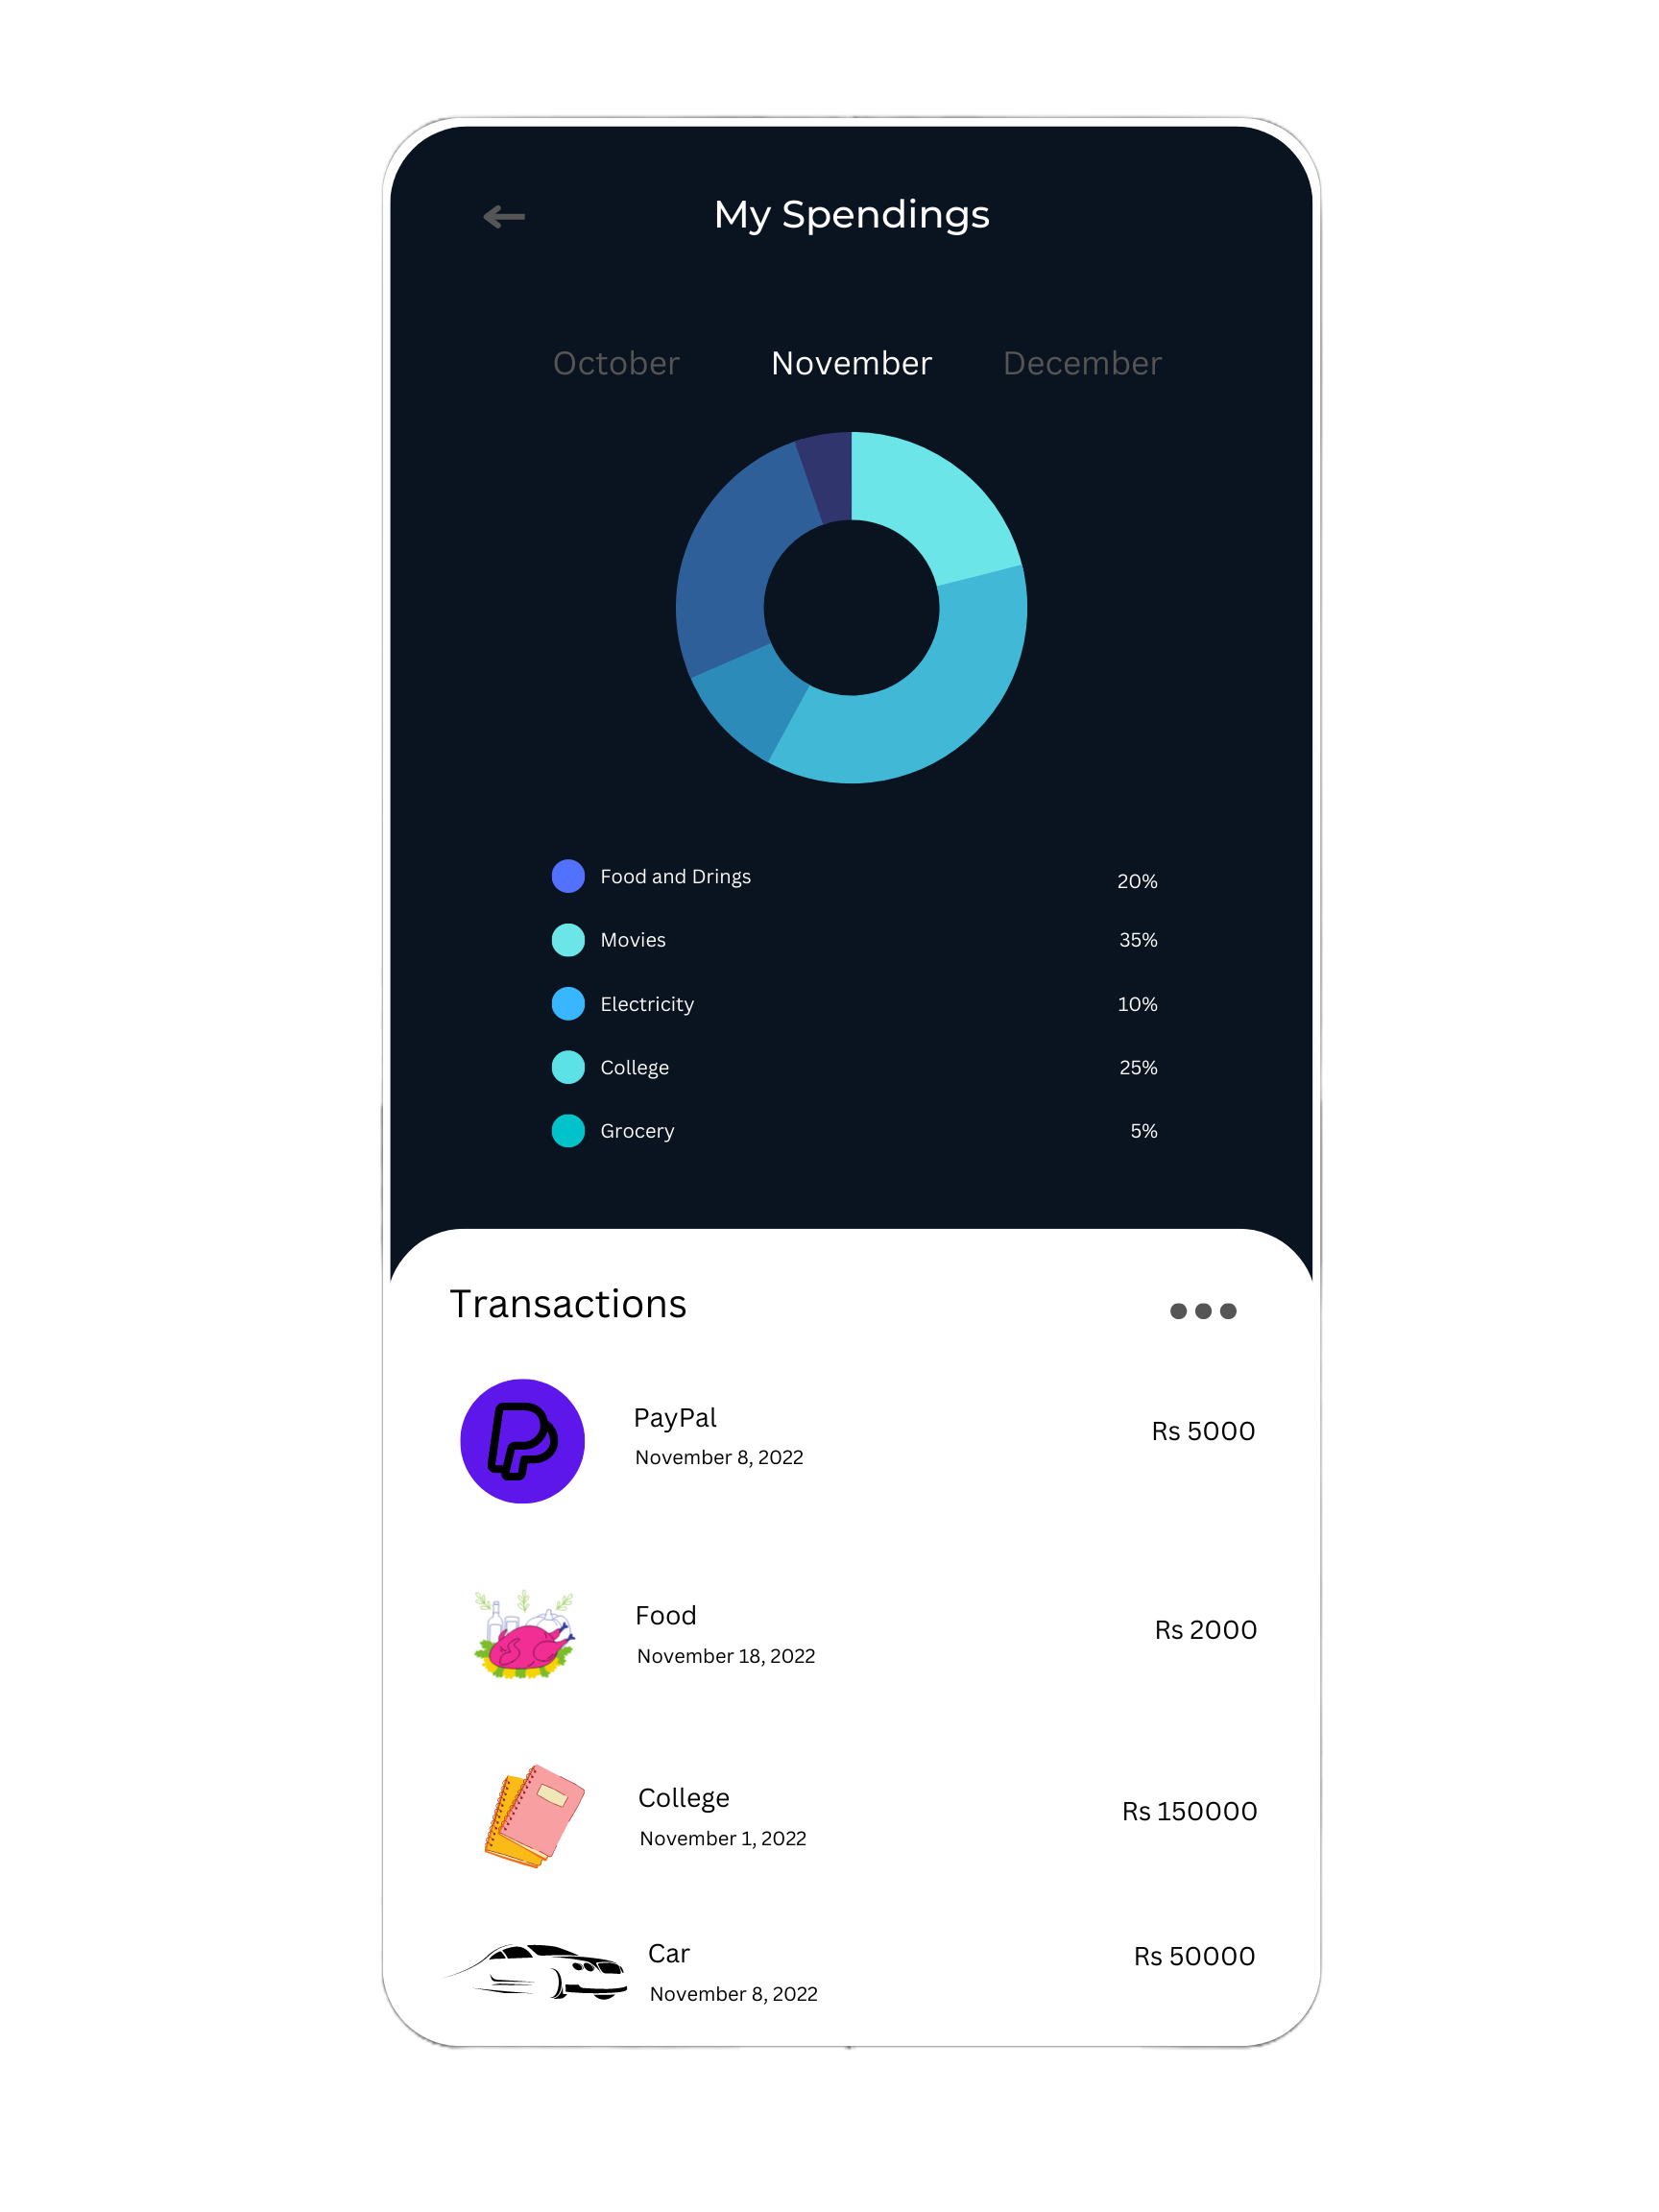 My Spendings
October November December
Food and Drings 20%
Movies 35%
Electricity 10%
College 25%
Grocery 5%
Transactions
PayPal
November 8, 2022
Rs 5000
Food
November 18, 2022
Rs 2000
College
November 1, 2022
Rs 150000
Car
November 8, 2022
Rs 50000